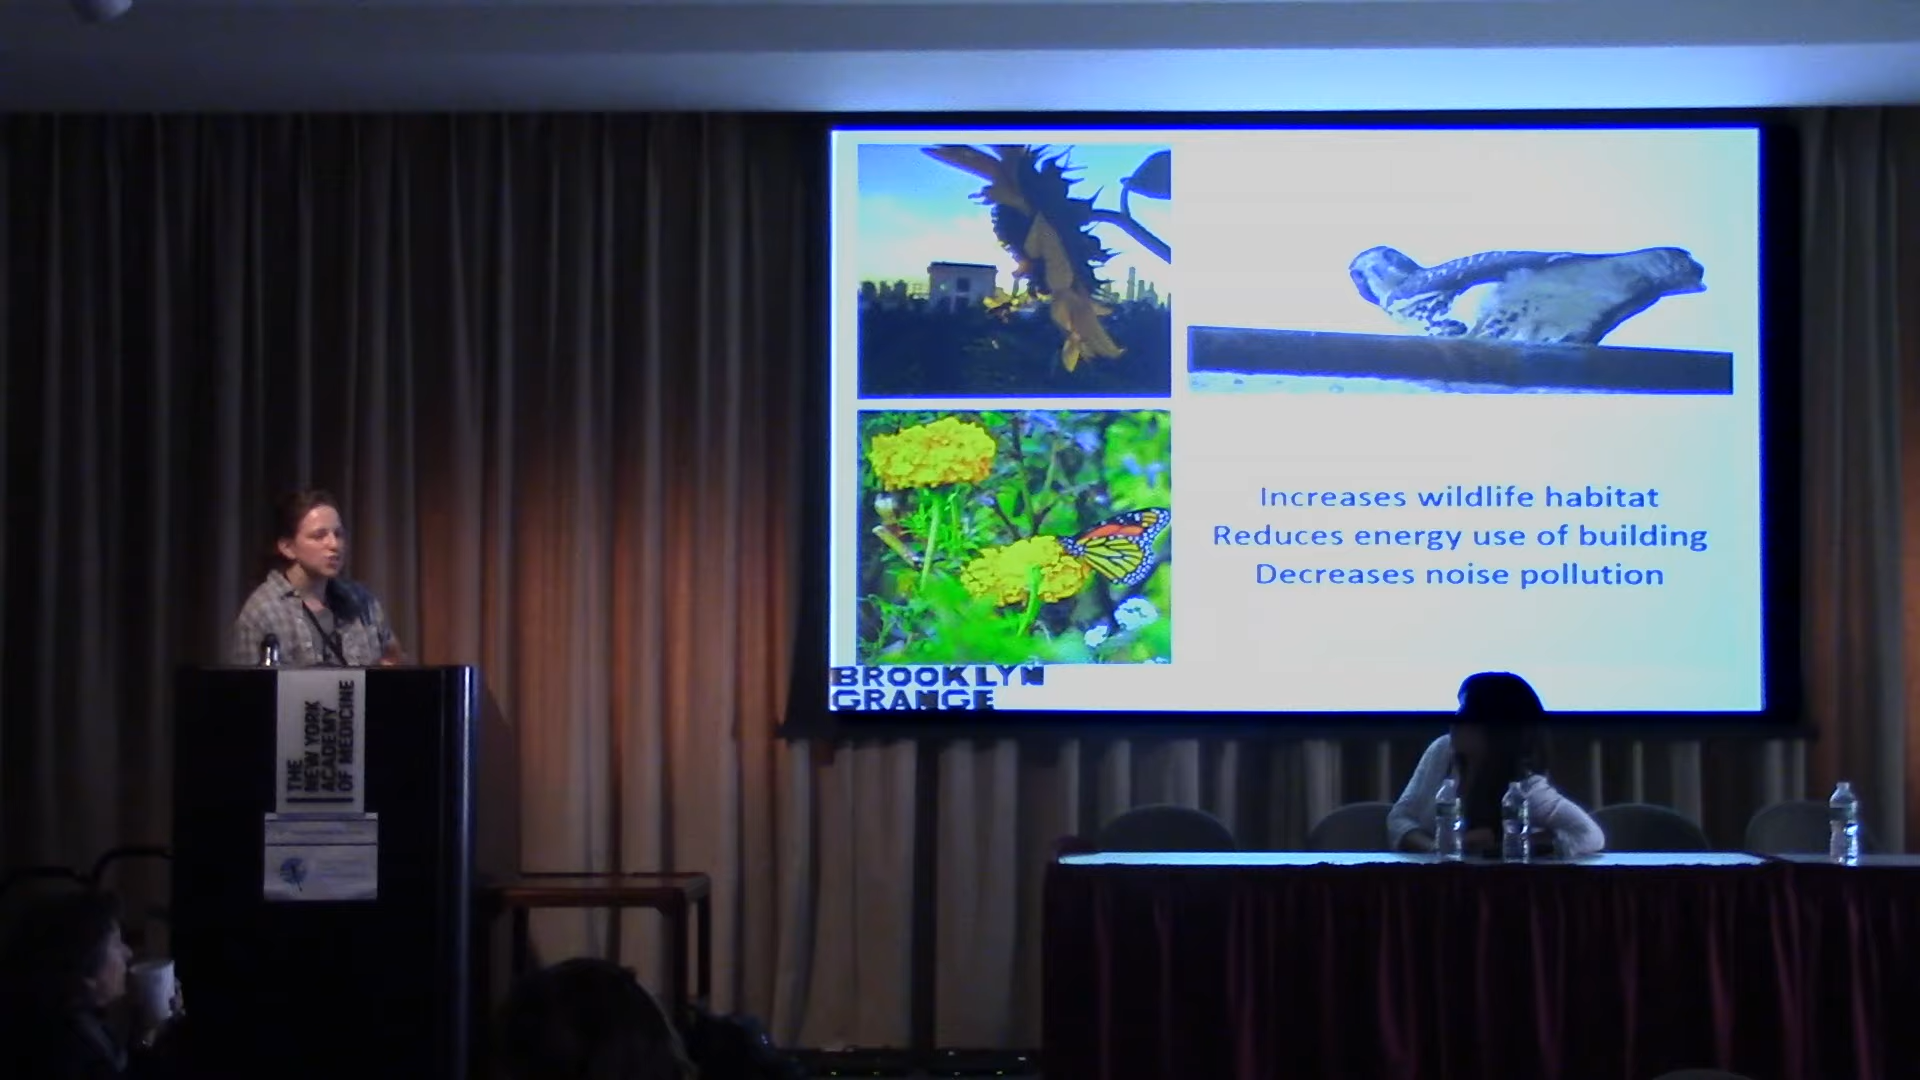 Increases wildlife habitat
Reduces energy use of building
Decreases noise pollution
BROOKLYN
GRANGE
THE
NEW YORK
ACADEMY
OF MEDICINE